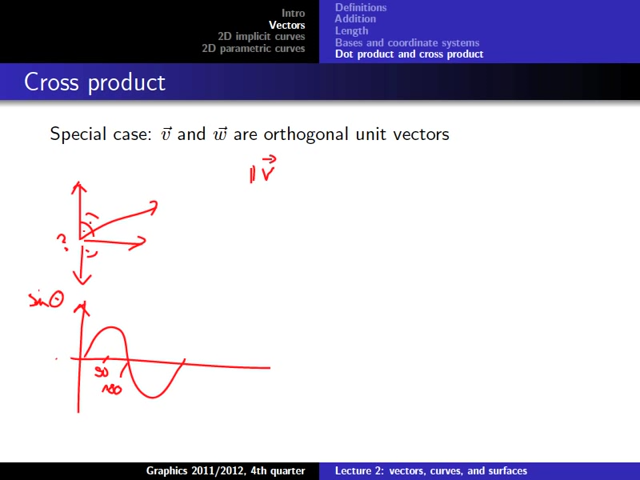 Intro
Vectors
2D implicit curves
2D parametric curves
Definitions
Addition
Length
Bases and coordinate systems
Dot product and cross product
Cross product
Special case: v⃗ and w⃗ are orthogonal unit vectors
‖v⃗
?
sin θ
90
180
Graphics 2011/2012, 4th quarter
Lecture 2: vectors, curves, and surfaces